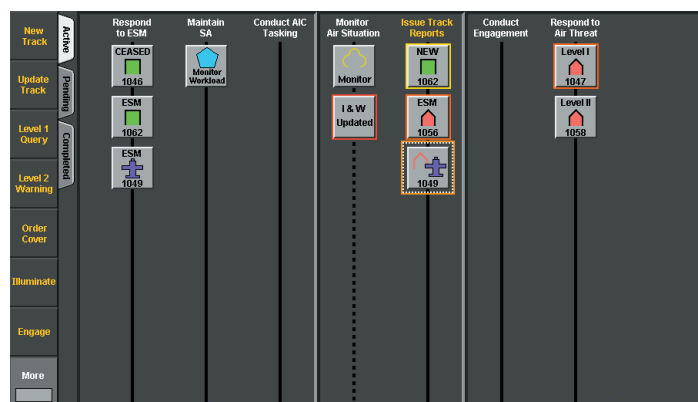 New
Track
Update
Track
Level 1
Query
Level 2
Warning
Order
Cover
Illuminate
Engage
More
Active
Pending
Completed
Respond
to ESM
Maintain
SA
Conduct AIC
Tasking
Monitor
Air Situation
Issue Track
Reports
Conduct
Engagement
Respond to
Air Threat
CEASED
1046
ESM
1062
ESM
1049
Monitor
Workload
Monitor
I & W
Updated
NEW
1062
ESM
1056
1049
Level I
1047
Level II
1058